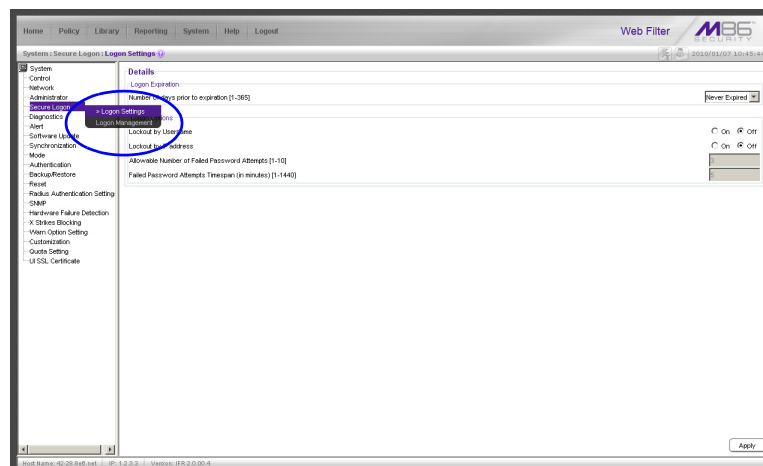 Home Policy Library Reporting System Help Logout
Web Filter
M86
SECURITY
System : Secure Logon : Logon Settings
2010/01/07 10:45:44
System
Control
Network
Administrator
Secure Logon
> Logon Settings
Logon Management
Diagnostics
Alert
Software Update
Synchronization
Mode
Authentication
Backup/Restore
Reset
Radius Authentication Setting
SNMP
Hardware Failure Detection
X Strikes Blocking
Warn Option Setting
Customization
Quota Setting
UI SSL Certificate
Details
Logon Expiration
Number of days prior to expiration [1-365]
Never Expired
Lockout by Username
On Off
Lockout by IP address
On Off
Allowable Number of Failed Password Attempts [1-10]
Failed Password Attempts Timespan (in minutes) [1-1440]
Apply
Host Name: IP: 1.2.3.3 Version: IFR 2.0.00.4